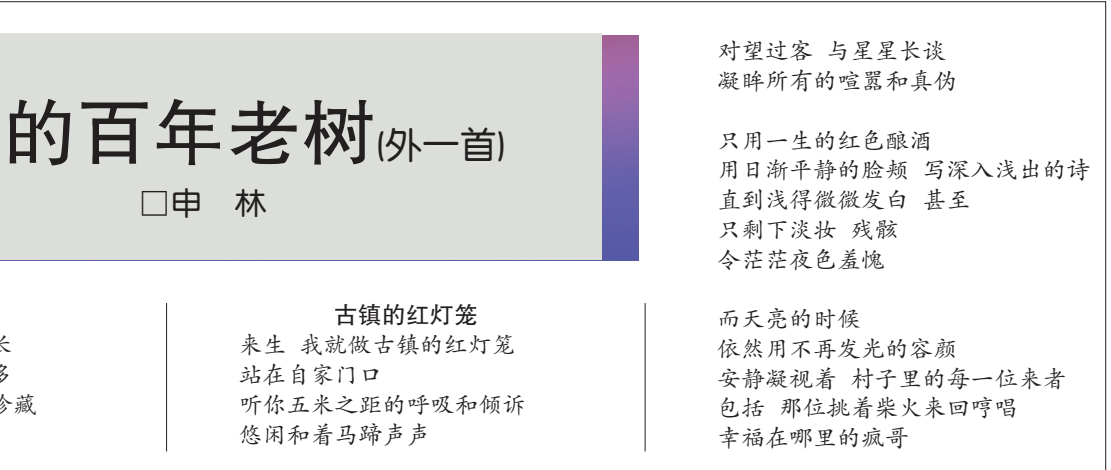 的百年老树(外一首)
□申 林
长
多
珍藏
古镇的红灯笼
来生 我就做古镇的红灯笼
站在自家门口
听你五米之距的呼吸和倾诉
悠闲和着马蹄声声
对望过客 与星星长谈
凝眸所有的喧嚣和真伪
只用一生的红色酿酒
用日渐平静的脸颊 写深入浅出的诗
直到浅得微微发白 甚至
只剩下淡妆 残骸
令茫茫夜色羞愧
而天亮的时候
依然用不再发光的容颜
安静凝视着 村子里的每一位来者
包括 那位挑着柴火来回哼唱
幸福在哪里的疯哥